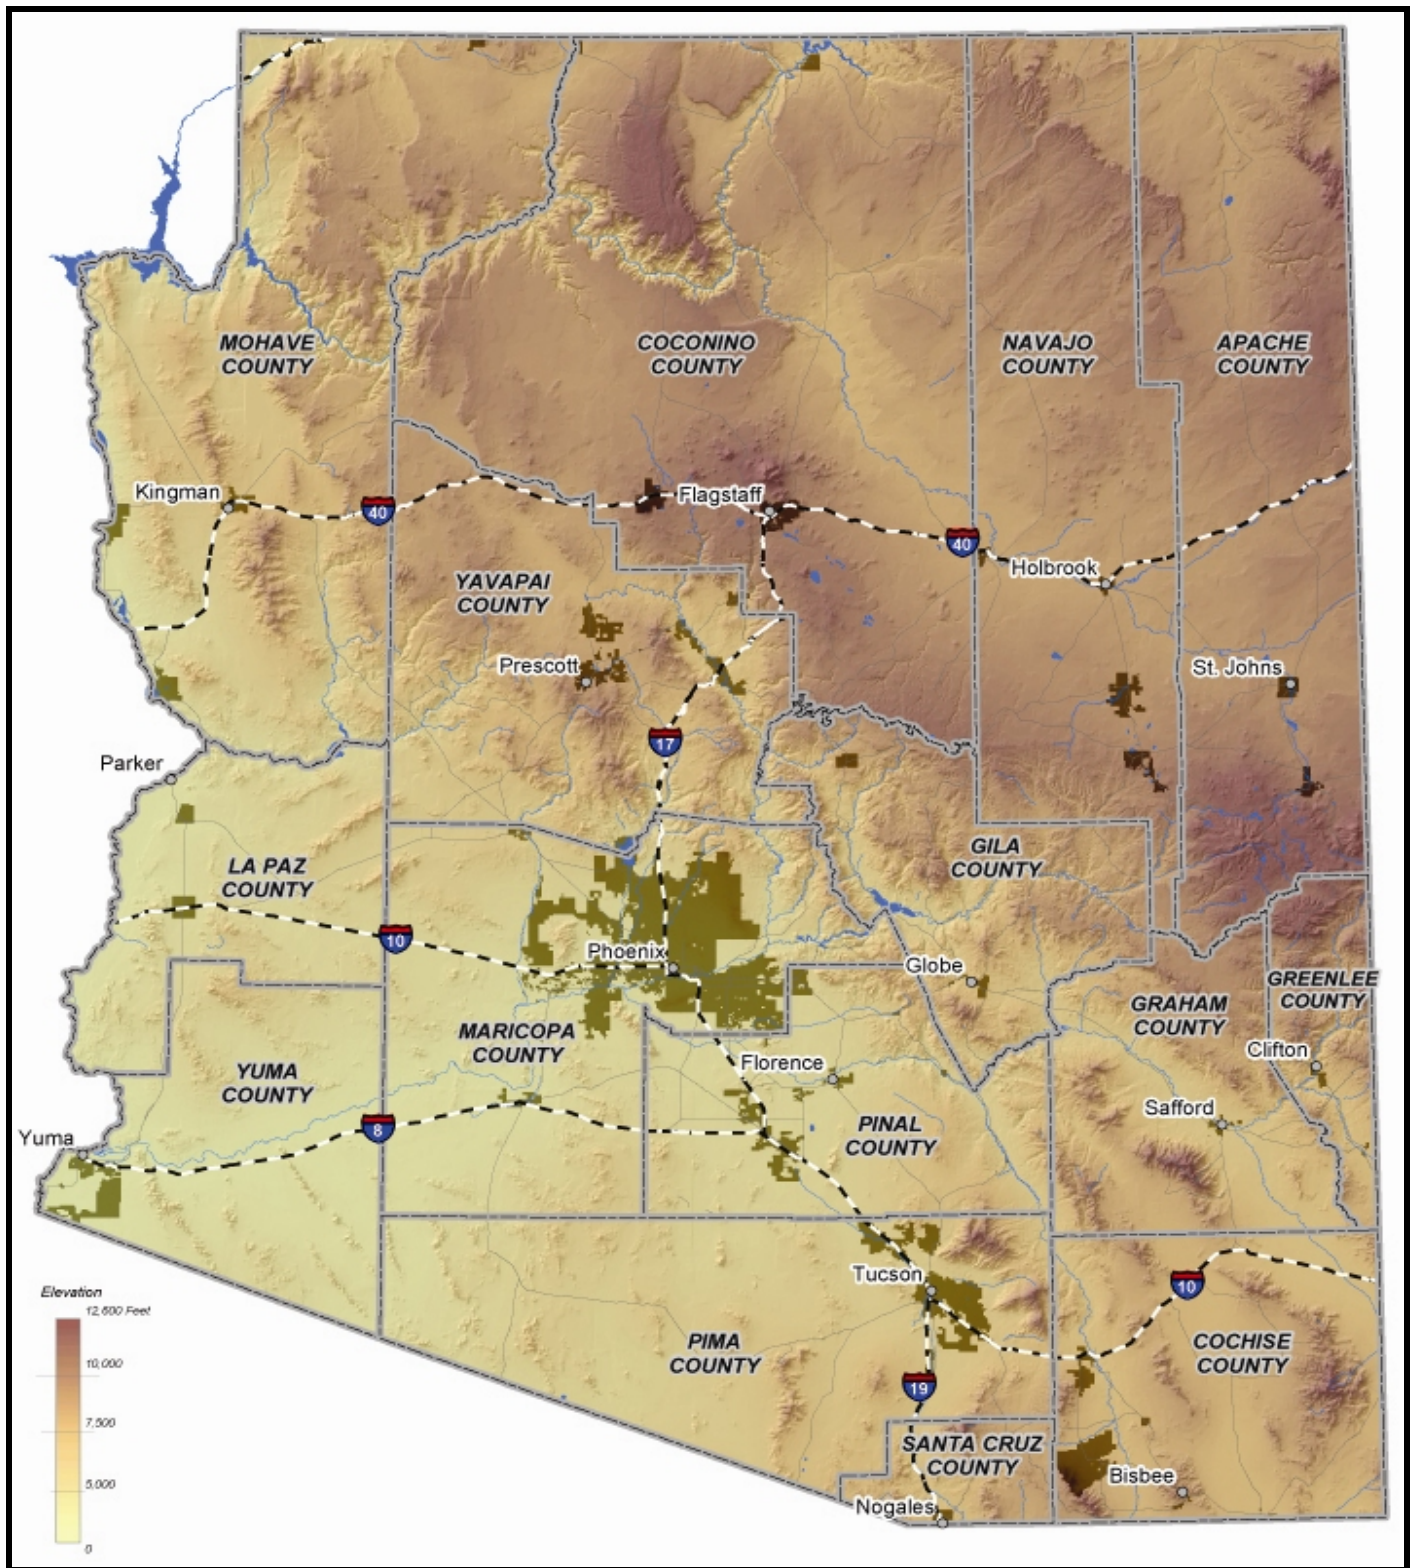 MOHAVE
COUNTY
COCONINO
COUNTY
NAVAJO
COUNTY
APACHE
COUNTY
Kingman
40
Flagstaff
40
Holbrook
YAVAPAI
COUNTY
Prescott
St. Johns
17
Parker
LA PAZ
COUNTY
GILA
COUNTY
10
Phoenix
Globe
GREENLEE
COUNTY
GRAHAM
COUNTY
MARICOPA
COUNTY
Clifton
Florence
YUMA
COUNTY
Safford
8
PINAL
COUNTY
Yuma
Tucson
10
Elevation
12,600 Feet
10,000
7,500
5,000
0
PIMA
COUNTY
COCHISE
COUNTY
19
SANTA CRUZ
COUNTY
Bisbee
Nogales